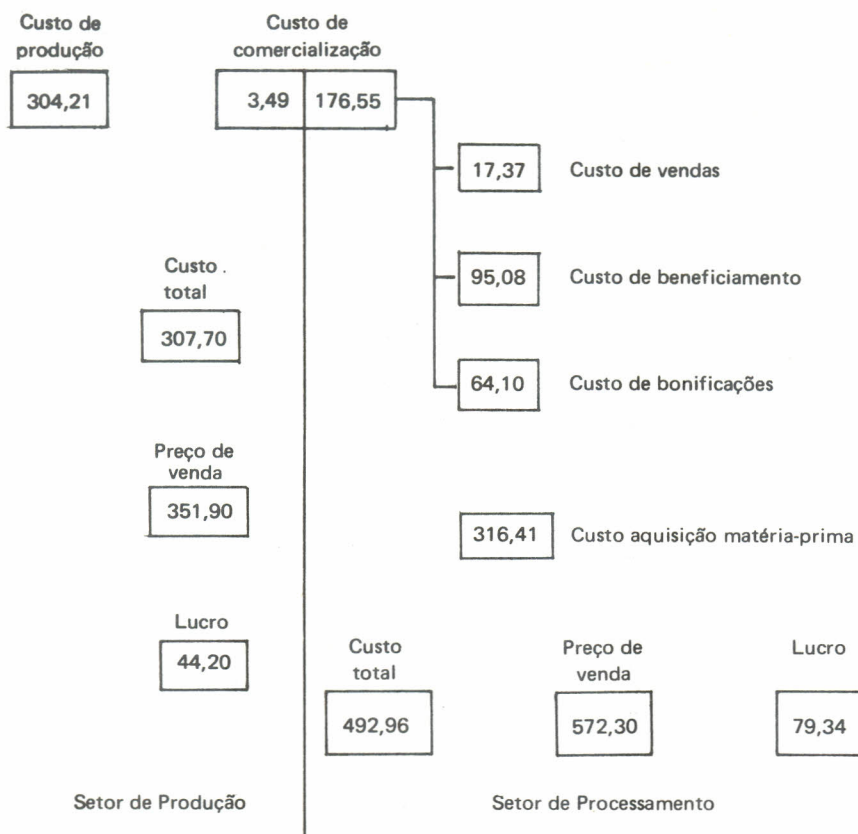 Custo de
produção
304,21
Custo de
comercialização
3,49
176,55
17,37
Custo de vendas
95,08
Custo de beneficiamento
64,10
Custo de bonificações
Custo .
total
307,70
Preço de
venda
351,90
316,41
Custo aquisição matéria-prima
Lucro
44,20
Custo
total
492,96
Preço de
venda
572,30
Lucro
79,34
Setor de Produção
Setor de Processamento